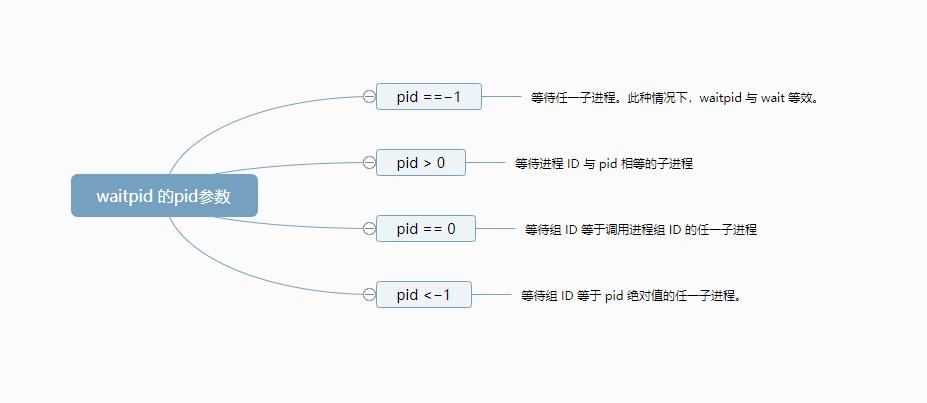 waitpid 的pid参数
pid ==−1
等待任一子进程。此种情况下，waitpid 与 wait 等效。
pid > 0
等待进程 ID 与 pid 相等的子进程
pid == 0
等待组 ID 等于调用进程组 ID 的任一子进程
pid <−1
等待组 ID 等于 pid 绝对值的任一子进程。